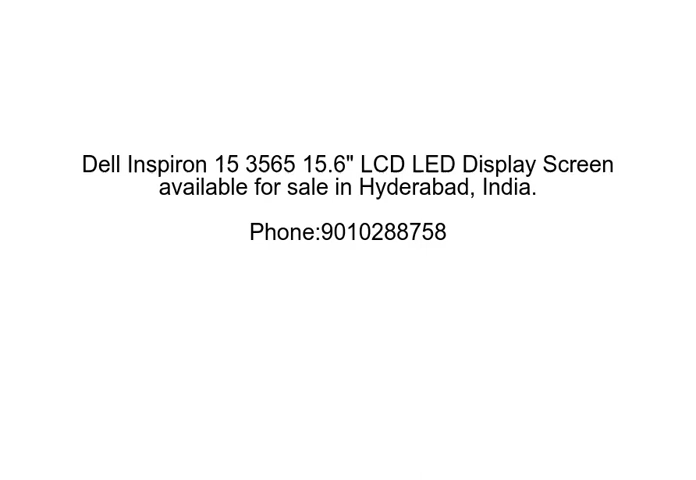 Dell Inspiron 15 3565 15.6" LCD LED Display Screen
available for sale in Hyderabad, India.
Phone:9010288758